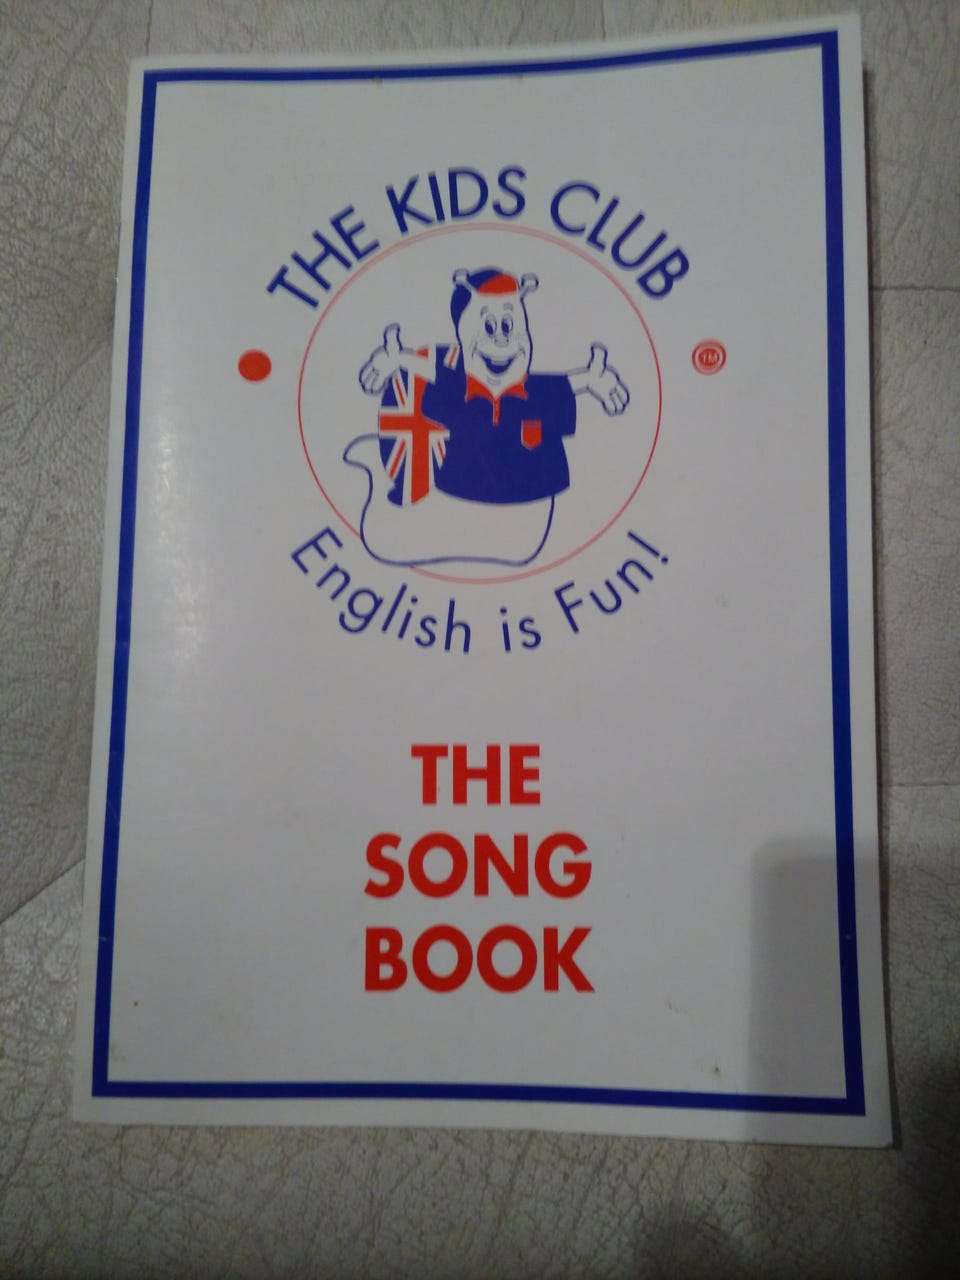 THE KIDS CLUB
TM
English is Fun!
THE
SONG
BOOK